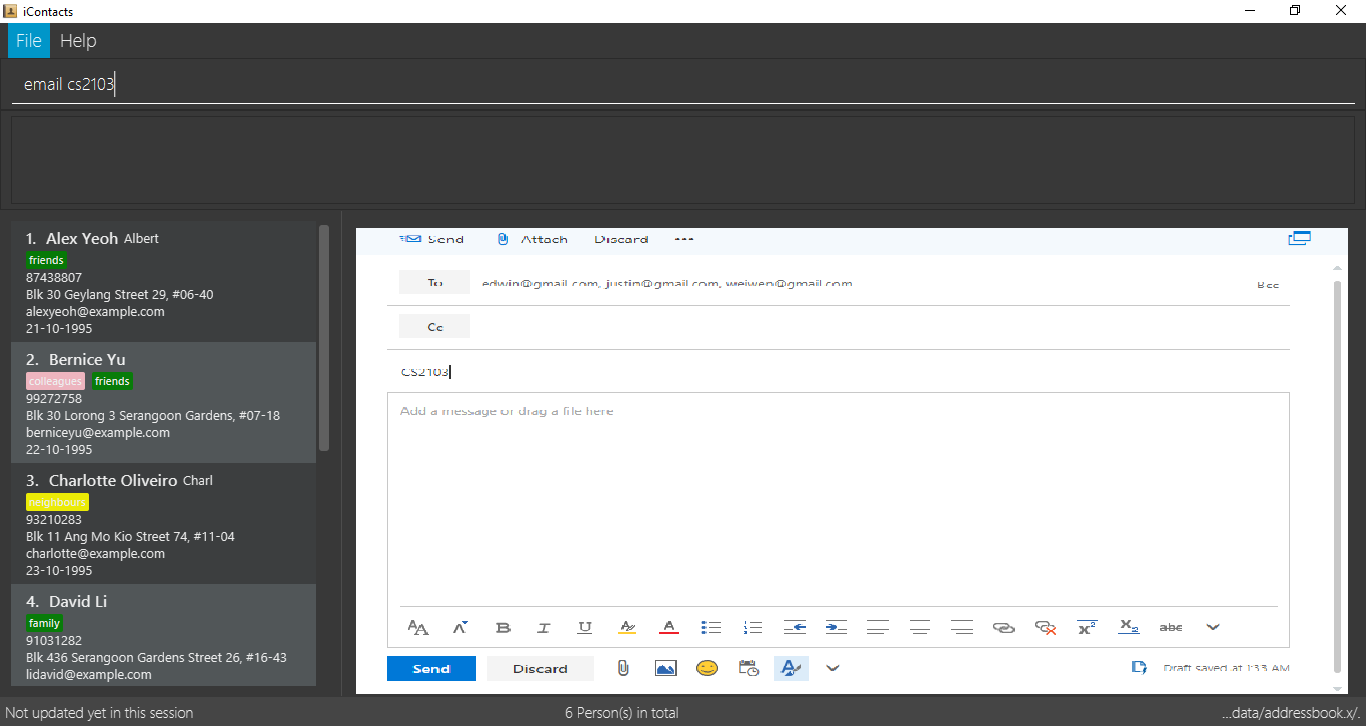 iContacts
File Help
email cs2103
1. Alex Yeoh Albert
friends
87438807
Blk 30 Geylang Street 29, #06-40
alexyeoh@example.com
21-10-1995
2. Bernice Yu
colleagues friends
99272758
Blk 30 Lorong 3 Serangoon Gardens, #07-18
berniceyu@example.com
22-10-1995
3. Charlotte Oliveiro Charl
neighbours
93210283
Blk 11 Ang Mo Kio Street 74, #11-04
charlotte@example.com
23-10-1995
4. David Li
family
91031282
Blk 436 Serangoon Gardens Street 26, #16-43
lidavid@example.com
Send Attach Discard •••
To edwin@gmail.com, justin@gmail.com, weiwen@gmail.com Bcc
Cc
CS2103
Add a message or drag a file here
B I U A x² x₂ abc
Send Discard Draft saved at 1:33 AM
Not updated yet in this session 6 Person(s) in total ...data/addressbook.x/.